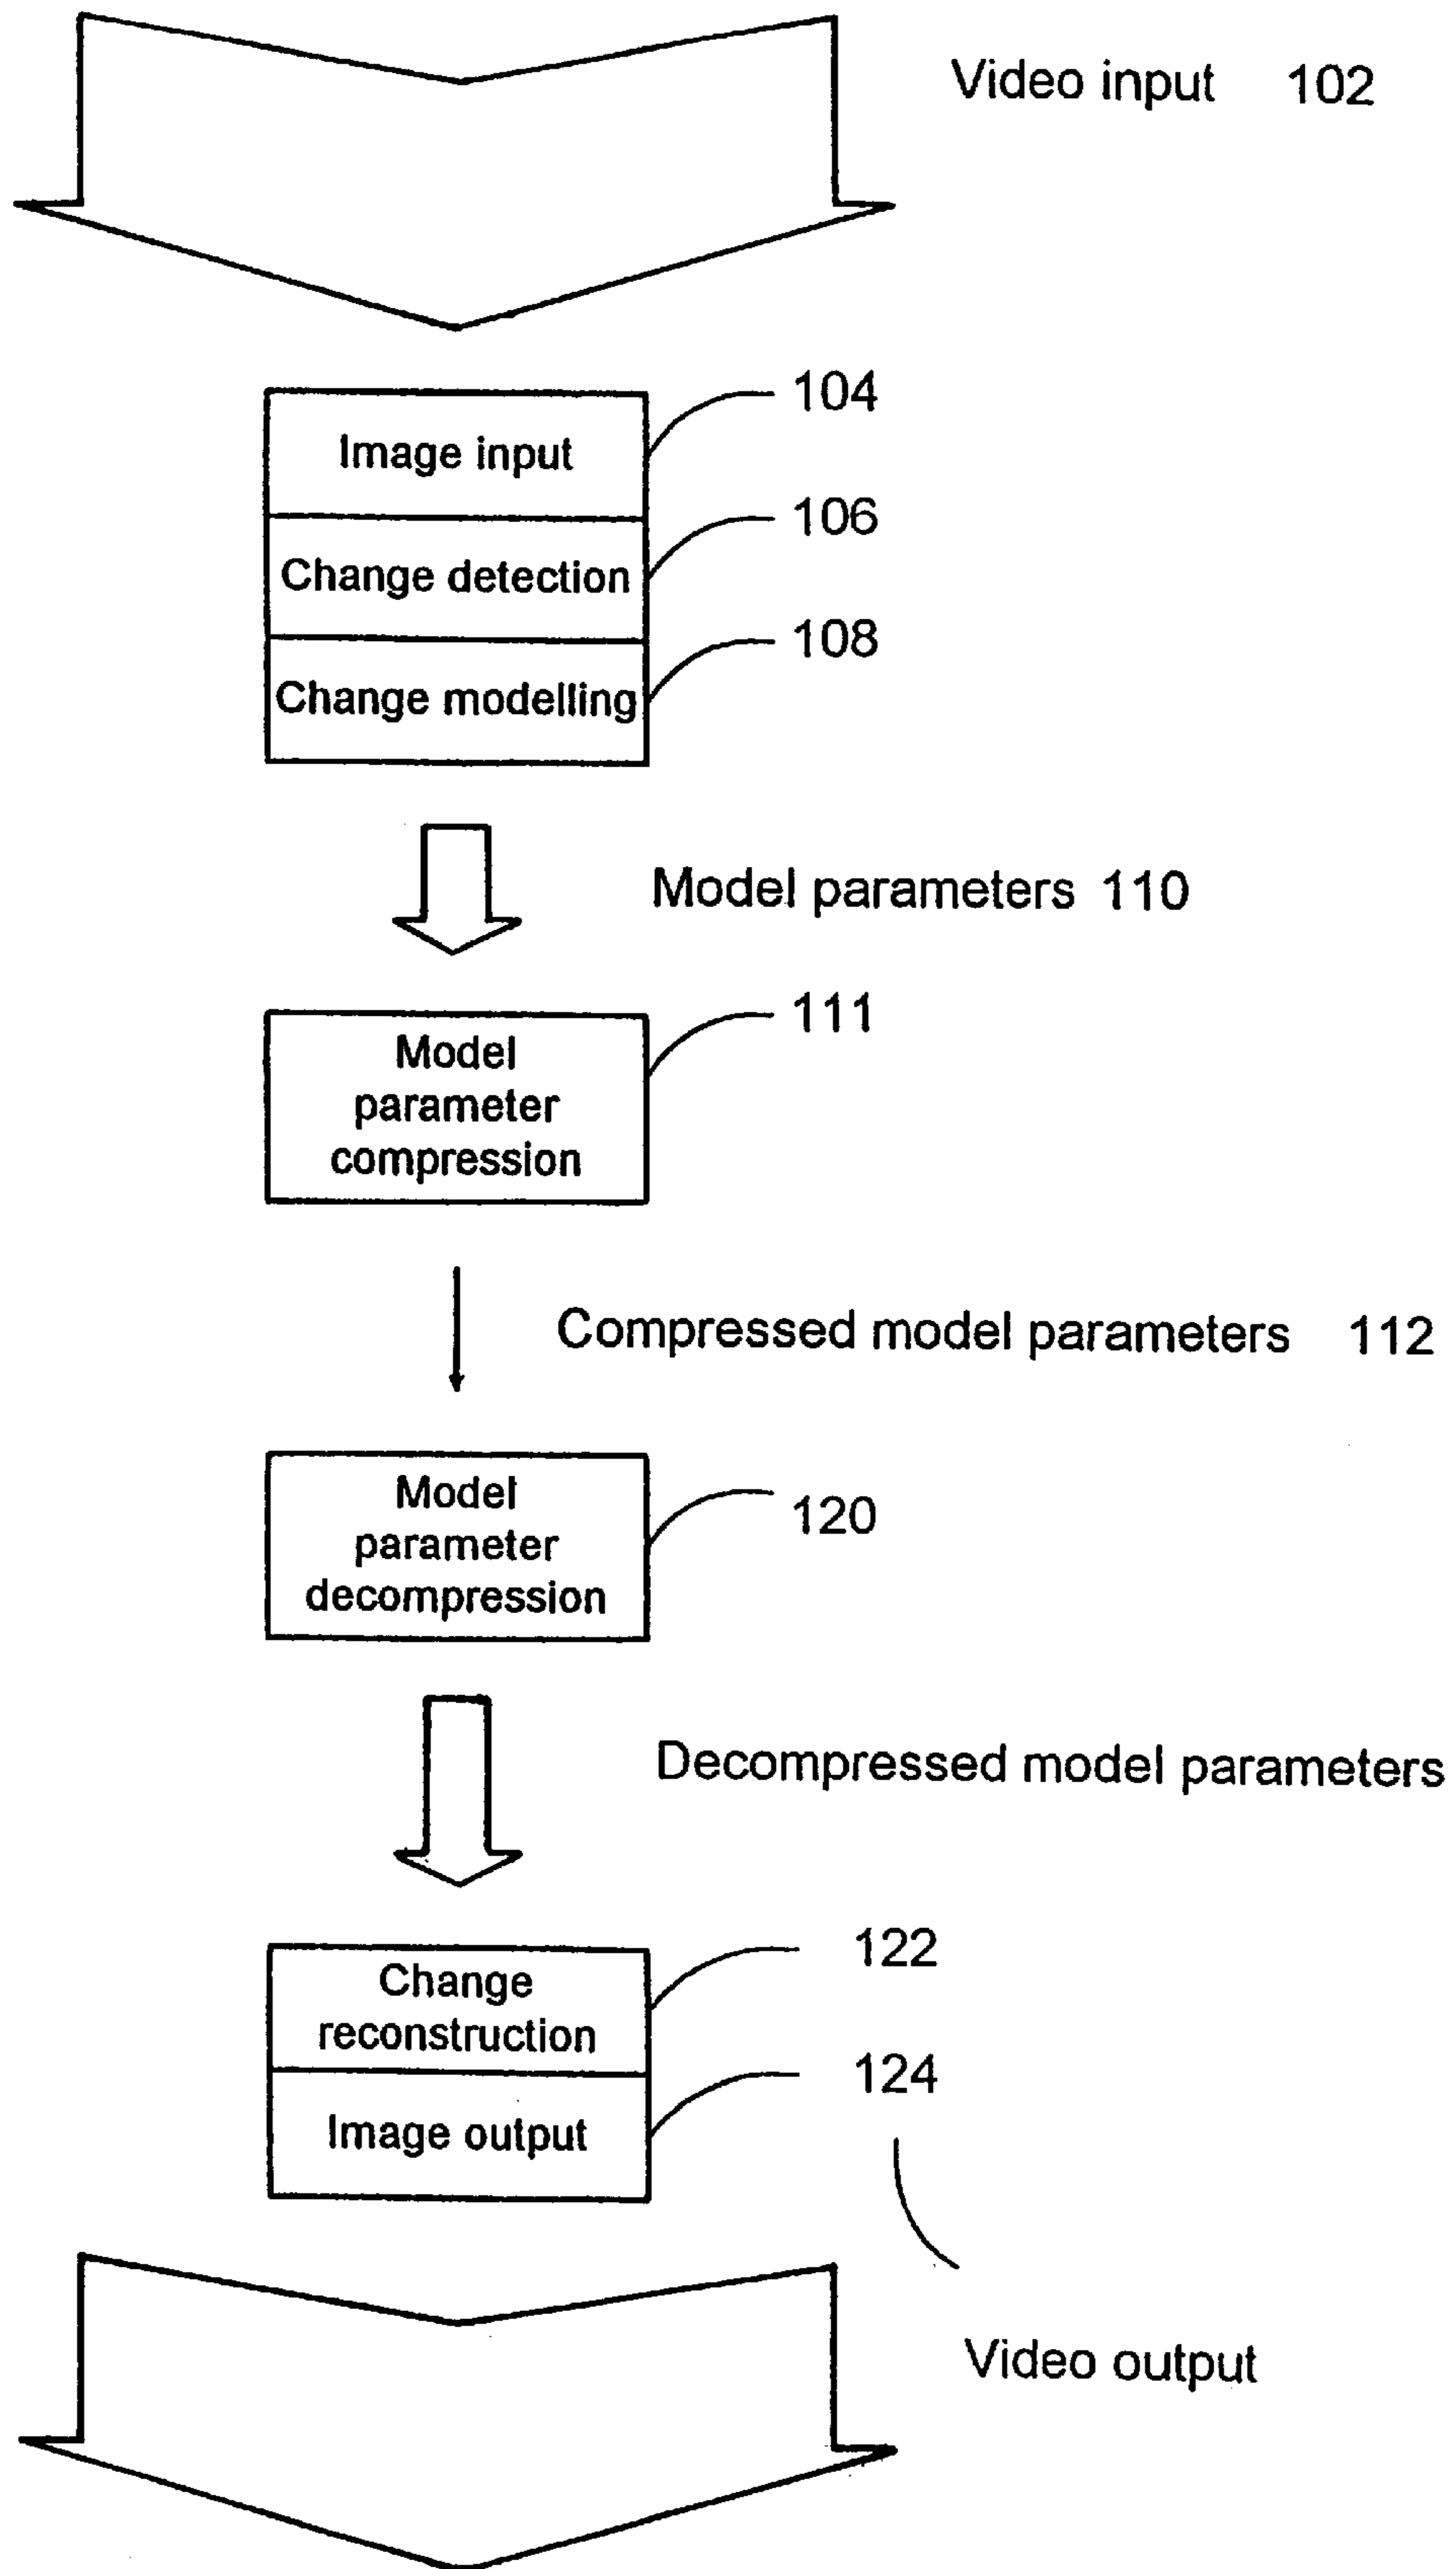 Video input 102
104
Image input
106
Change detection
108
Change modelling
Model parameters 110
111
Model
parameter
compression
Compressed model parameters 112
Model
120
parameter
decompression
Decompressed model parameters
122
Change
reconstruction
124
Image output
Video output